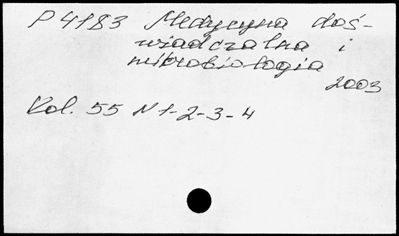 P4183 Medycyna doś-
wiadczalna i
mikrobiologia
2003
Vol. 55 N 1-2-3-4